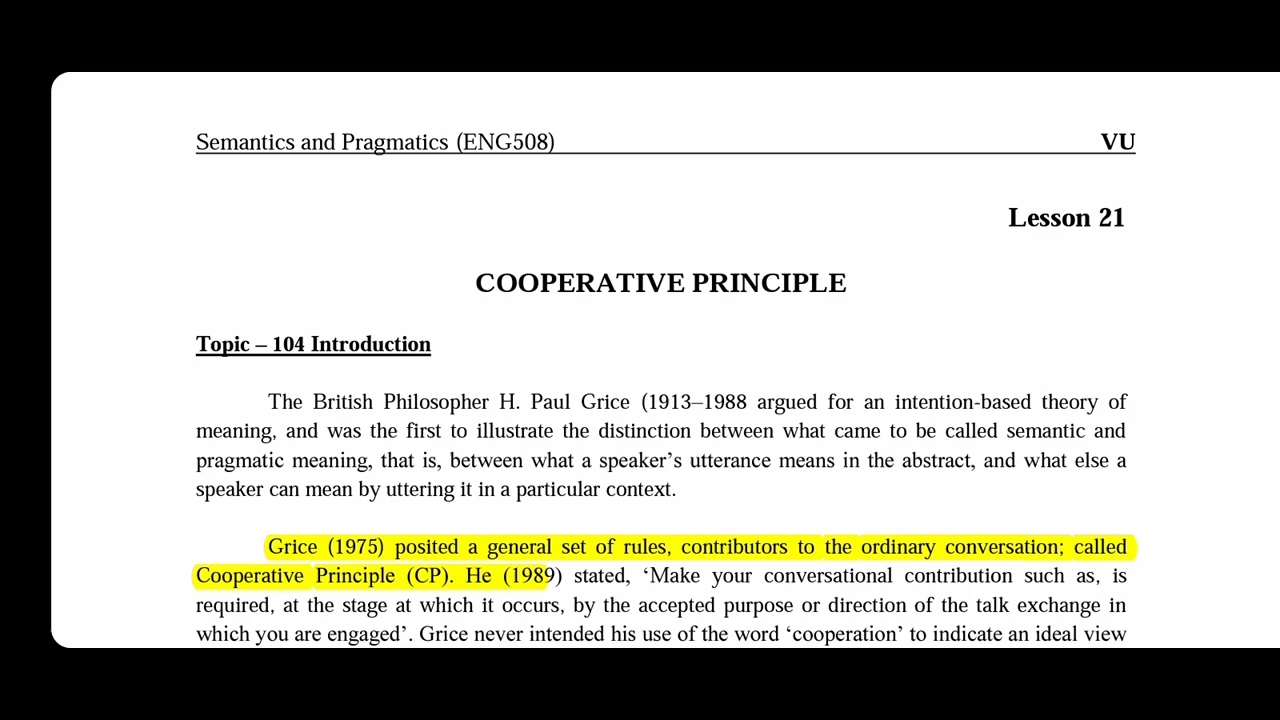 Semantics and Pragmatics (ENG508) VU
Lesson 21
COOPERATIVE PRINCIPLE
Topic – 104 Introduction
The British Philosopher H. Paul Grice (1913–1988 argued for an intention-based theory of
meaning, and was the first to illustrate the distinction between what came to be called semantic and
pragmatic meaning, that is, between what a speaker’s utterance means in the abstract, and what else a
speaker can mean by uttering it in a particular context.
Grice (1975) posited a general set of rules, contributors to the ordinary conversation; called
Cooperative Principle (CP). He (1989) stated, ‘Make your conversational contribution such as, is
required, at the stage at which it occurs, by the accepted purpose or direction of the talk exchange in
which you are engaged’. Grice never intended his use of the word ‘cooperation’ to indicate an ideal view